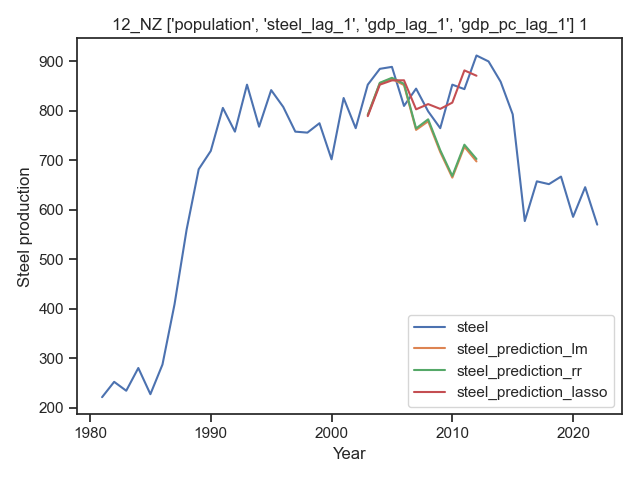 12_NZ ['population', 'steel_lag_1', 'gdp_lag_1', 'gdp_pc_lag_1'] 1
900
800
700
600
500
400
300
200
Steel production
1980
1990
2000
2010
2020
Year
steel
steel_prediction_lm
steel_prediction_rr
steel_prediction_lasso